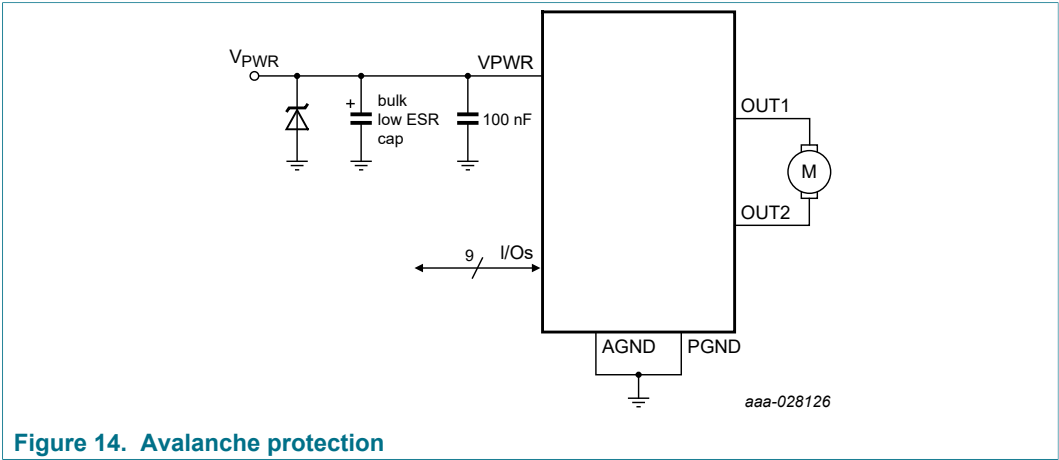 VPWR
VPWR
+
bulk
low ESR
cap
100 nF
OUT1
M
OUT2
9
I/Os
AGND
PGND
aaa-028126
Figure 14. Avalanche protection